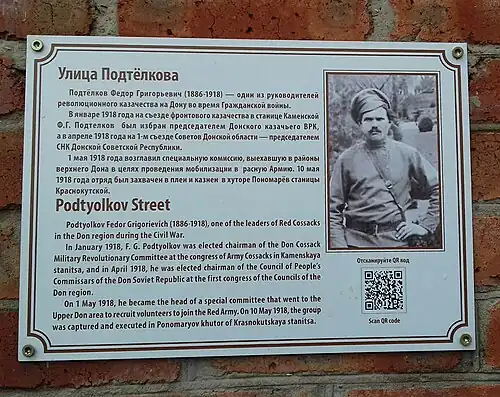 Улица Подтёлкова
Подтёлков Федор Григорьевич (1886-1918) — один из руководителей
революционного казачества на Дону во время Гражданской войны.
В январе 1918 года на съезде фронтового казачества в станице Каменской
Ф.Г. Подтелков был избран председателем Донского казачьего ВРК,
а в апреле 1918 года на 1-м съезде Советов Донской области — председателем
СНК Донской Советской Республики.
1 мая 1918 года возглавил специальную комиссию, выехавшую в районы
верхнего Дона в целях проведения мобилизации в расную Армию. 10 мая
1918 года отряд был захвачен в плен и казнен в хуторе Пономарёв станицы
Краснокутской.
Podtyolkov Street
Podtyolkov Fedor Grigorievich (1886-1918), one of the leaders of Red Cossacks
in the Don region during the Civil War.
In January 1918, F. G. Podtyolkov was elected chairman of the Don Cossack
Military Revolutionary Committee at the congress of Army Cossacks in Kamenskaya
stanitsa, and in April 1918, he was elected chairman of the Council of People's
Commissars of the Don Soviet Republic at the first congress of the Councils of the
Don region.
On 1 May 1918, he became the head of a special committee that went to the
Upper Don area to recruit volunteers to join the Red Army. On 10 May 1918, the group
was captured and executed in Ponomaryov khutor of Krasnokutskaya stanitsa.
Отсканируйте QR код
Scan QR code